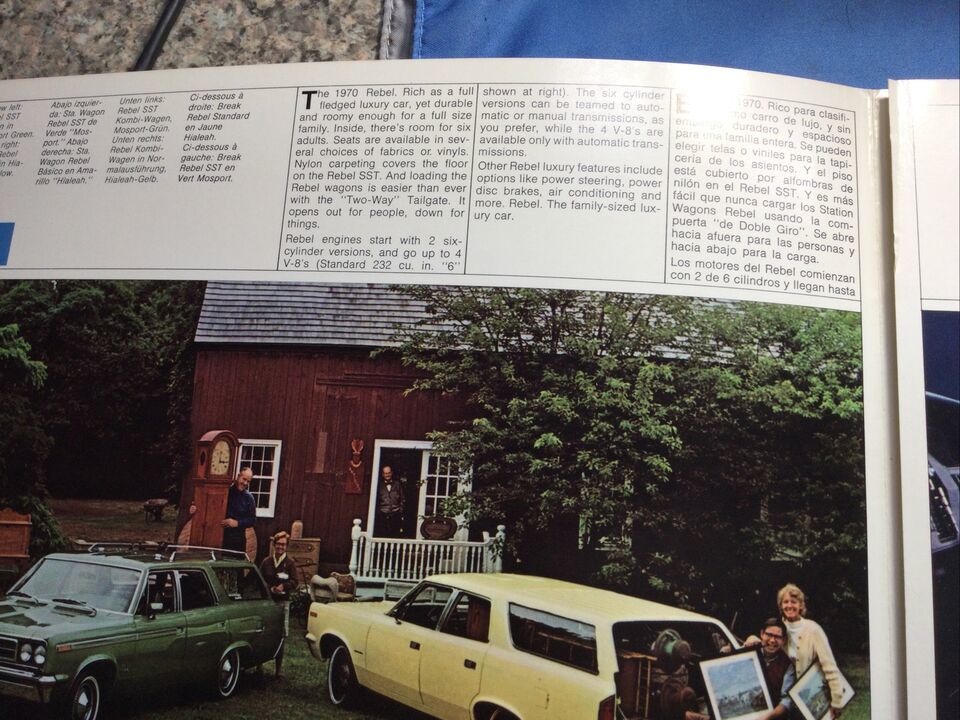 w left:
l SST
n in
rt Green.
right:
ebel
in Hia-
low.
Abajo izquier-
da: Sta. Wagon
Rebel SST de
Verde "Mos-
port." Abajo
derecha: Sta.
Wagon Rebel
Básico en Ama-
rillo "Hialeah."
Unten links:
Rebel SST
Kombi-Wagen,
Mosport-Grün.
Unten rechts:
Rebel Kombi-
Wagen in Nor-
malausführung,
Hialeah-Gelb.
Ci-dessous à
droite: Break
Rebel Standard
en Jaune
Hialeah.
Ci-dessous à
gauche: Break
Rebel SST en
Vert Mosport.
The 1970 Rebel. Rich as a full
fledged luxury car, yet durable
and roomy enough for a full size
family. Inside, there's room for six
adults. Seats are available in sev-
eral choices of fabrics or vinyls.
Nylon carpeting covers the floor
on the Rebel SST. And loading the
Rebel wagons is easier than ever
with the "Two-Way" Tailgate. It
opens out for people, down for
things.
Rebel engines start with 2 six-
cylinder versions, and go up to 4
V-8's (Standard 232 cu. in. "6"
shown at right). The six cylinder
versions can be teamed to auto-
matic or manual transmissions, as
you prefer, while the 4 V-8's are
available only with automatic trans-
missions.
Other Rebel luxury features include
options like power steering, power
disc brakes, air conditioning and
more. Rebel. The family-sized lux-
ury car.
1970. Rico para clasifi-
mo carro de lujo, y sin
embargo, duradero y espacioso
para una familia entera. Se pueden
elegir telas o viniles para la tapi-
cería de los asientos. Y el piso
está cubierto por alfombras de
nilón en el Rebel SST. Y es más
fácil que nunca cargar los Station
Wagons Rebel usando la com-
puerta "de Doble Giro". Se abre
hacia afuera para las personas y
hacia abajo para la carga.
Los motores del Rebel comienzan
con 2 de 6 cilindros y llegan hasta